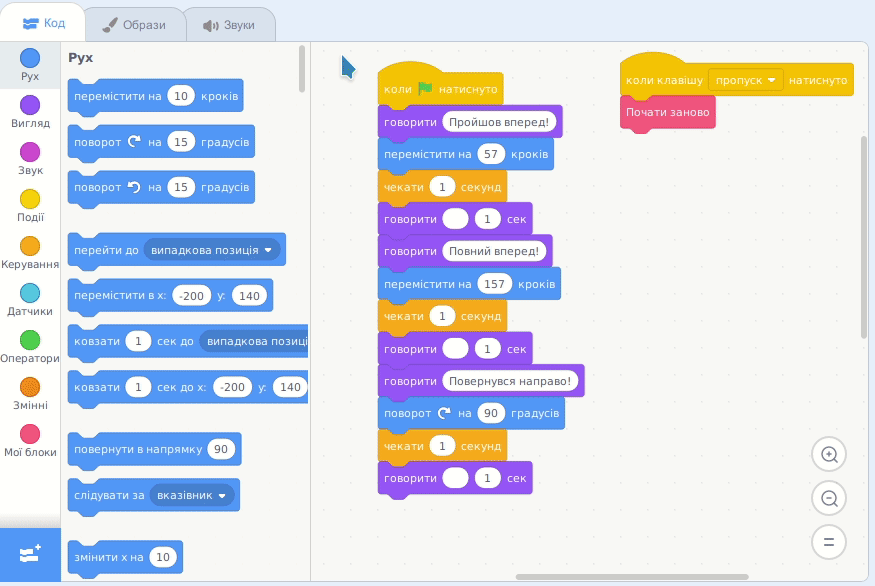 Код
Образи
Звуки
Рух
Вигляд
Звук
Події
Керування
Датчики
Оператори
Змінні
Мої блоки
Рух
перемістити на 10 кроків
поворот на 15 градусів
поворот на 15 градусів
перейти до випадкова позиція
перемістити в x: -200 y: 140
ковзати 1 сек до випадкова позиці
ковзати 1 сек до x: -200 y: 140
повернути в напрямку 90
слідувати за вказівник
змінити x на 10
коли натиснуто
говорити Пройшов вперед!
перемістити на 57 кроків
чекати 1 секунд
говорити 1 сек
говорити Повний вперед!
перемістити на 157 кроків
чекати 1 секунд
говорити 1 сек
говорити Повернувся направо!
поворот на 90 градусів
чекати 1 секунд
говорити 1 сек
коли клавішу пропуск натиснуто
Почати заново